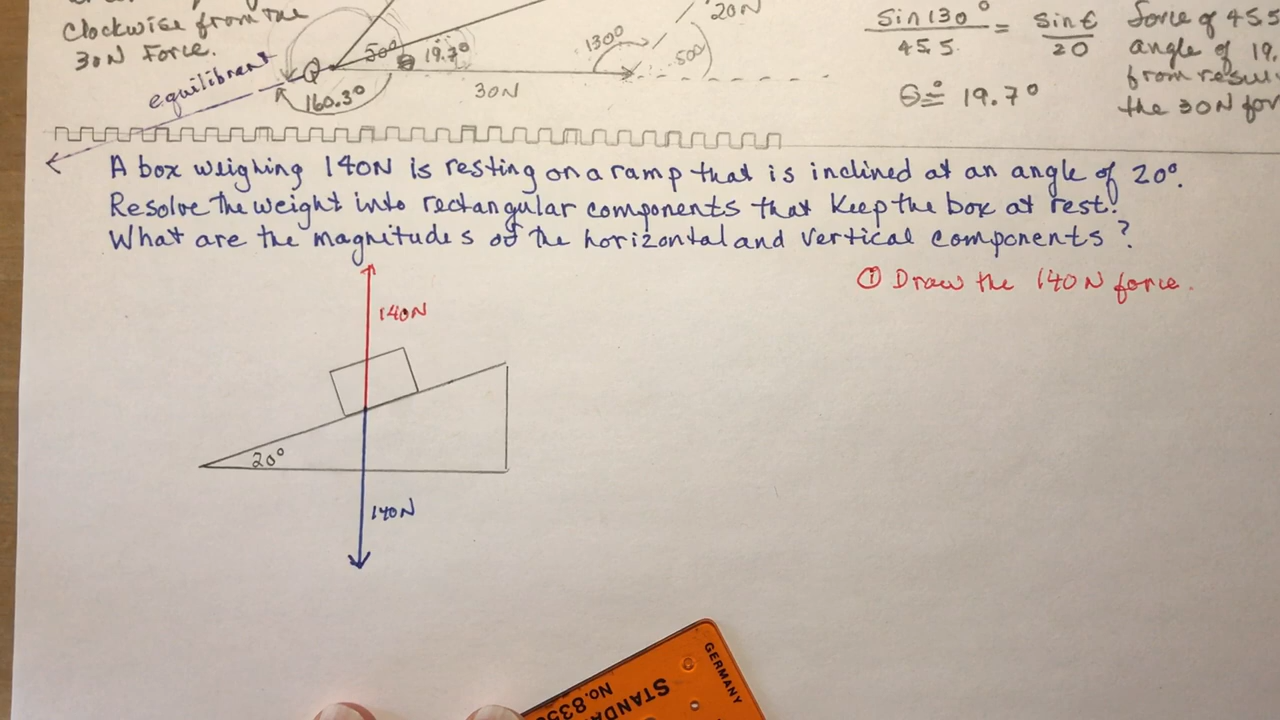 Clockwise from the
30N Force.
equilibrent
160.3°
50°
19.7°
30N
130°
50°
20N
Sin 130° = Sin
45.5 20
19.7°
force of 455
angle of 19.
from resul
the 30N for
A box weighing 140N is resting on a ramp that is inclined at an angle of 20°.
Resolve the weight into rectangular components that keep the box at rest.
What are the magnitudes of the horizontal and vertical components?
① Draw the 140N force.
140N
20°
140N
GERMANY
STANDA
No.835